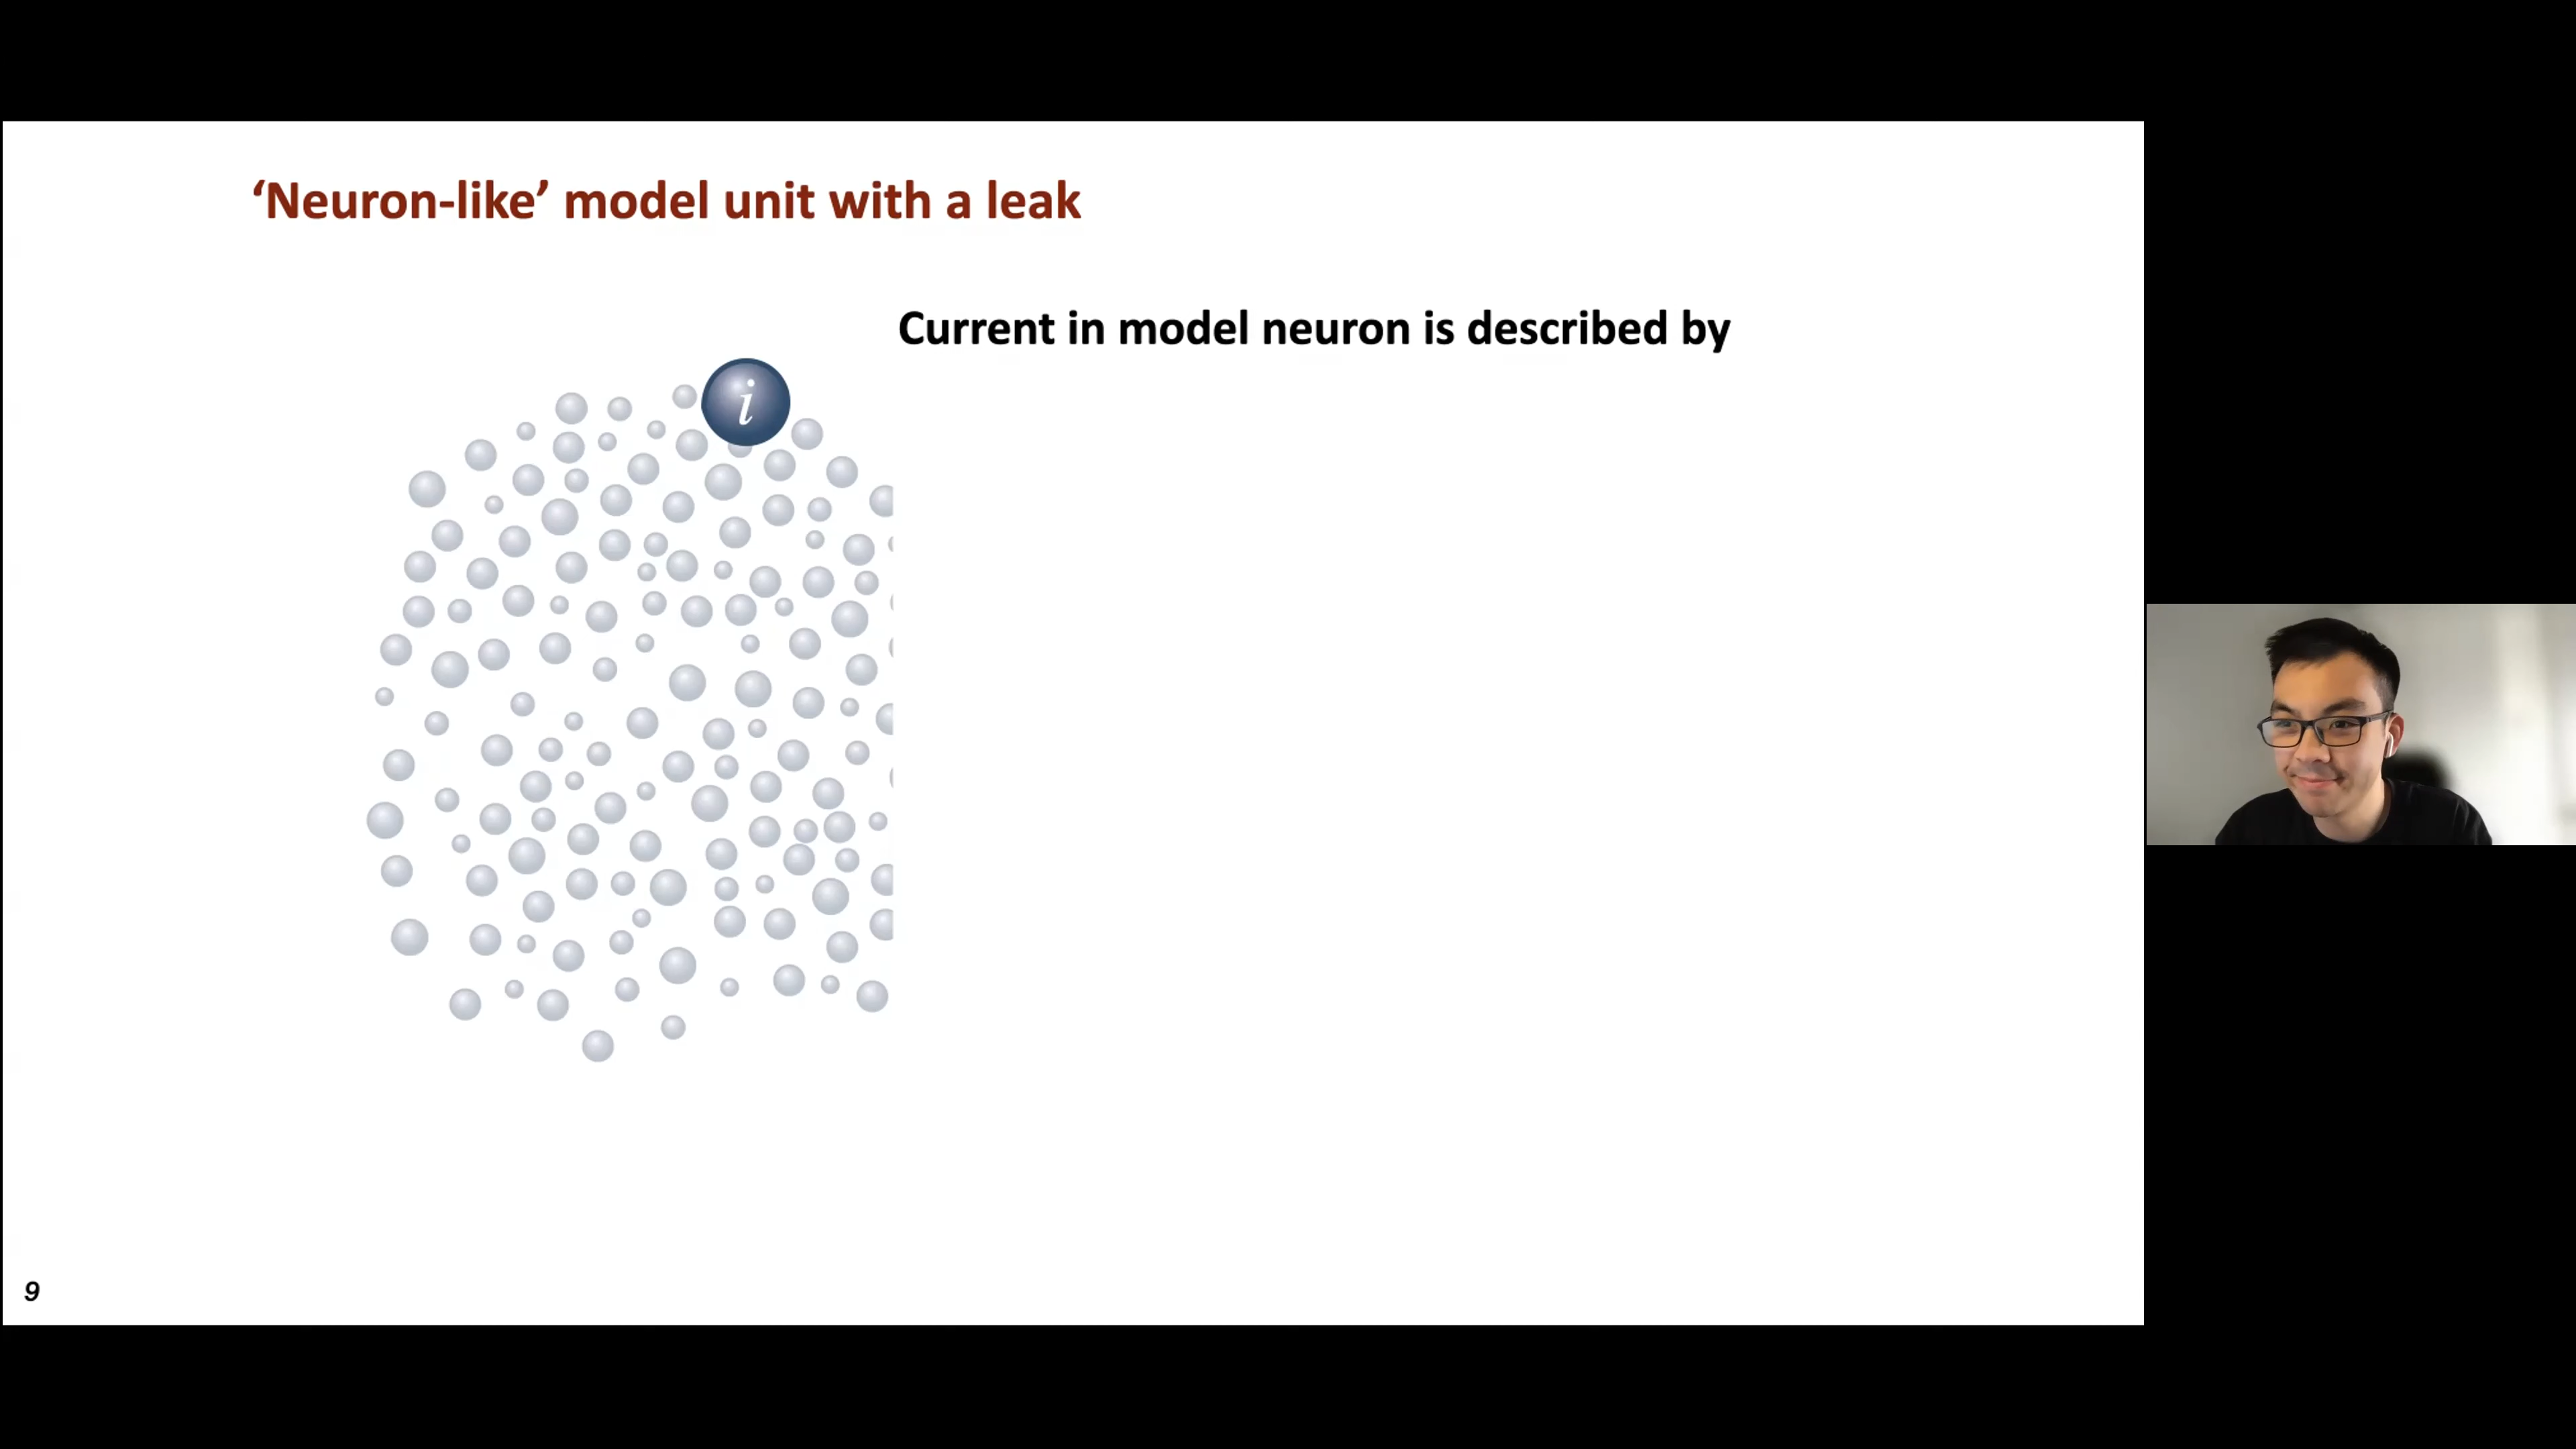 ‘Neuron-like’ model unit with a leak
Current in model neuron is described by
i
9